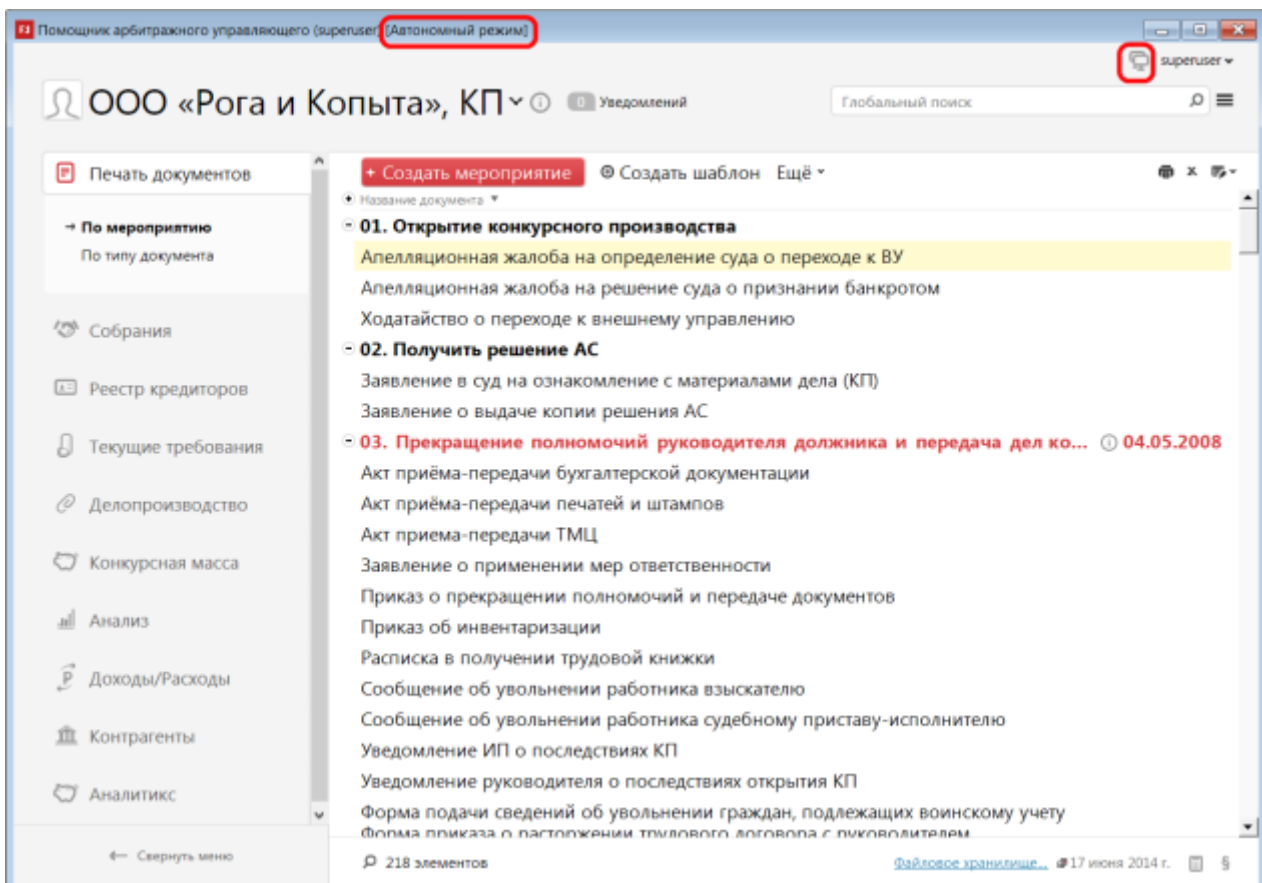 Помощник арбитражного управляющего (superuser) [Автономный режим]
superuser
ООО «Рога и Копыта», КП
0 Уведомлений
Глобальный поиск
Печать документов
По мероприятию
По типу документа
Собрания
Реестр кредиторов
Текущие требования
Делопроизводство
Конкурсная масса
Анализ
Доходы/Расходы
Контрагенты
Аналитикс
Свернуть меню
+ Создать мероприятие
Создать шаблон
Ещё
Название документа
01. Открытие конкурсного производства
Апелляционная жалоба на определение суда о переходе к ВУ
Апелляционная жалоба на решение суда о признании банкротом
Ходатайство о переходе к внешнему управлению
02. Получить решение АС
Заявление в суд на ознакомление с материалами дела (КП)
Заявление о выдаче копии решения АС
03. Прекращение полномочий руководителя должника и передача дел ко... 04.05.2008
Акт приёма-передачи бухгалтерской документации
Акт приёма-передачи печатей и штампов
Акт приема-передачи ТМЦ
Заявление о применении мер ответственности
Приказ о прекращении полномочий и передаче документов
Приказ об инвентаризации
Расписка в получении трудовой книжки
Сообщение об увольнении работника взыскателю
Сообщение об увольнении работника судебному приставу-исполнителю
Уведомление ИП о последствиях КП
Уведомление руководителя о последствиях открытия КП
Форма подачи сведений об увольнении граждан, подлежащих воинскому учету
Форма приказа о расторжении трудового договора с руководителем
218 элементов
Файловое хранилище...
17 июня 2014 г.
§